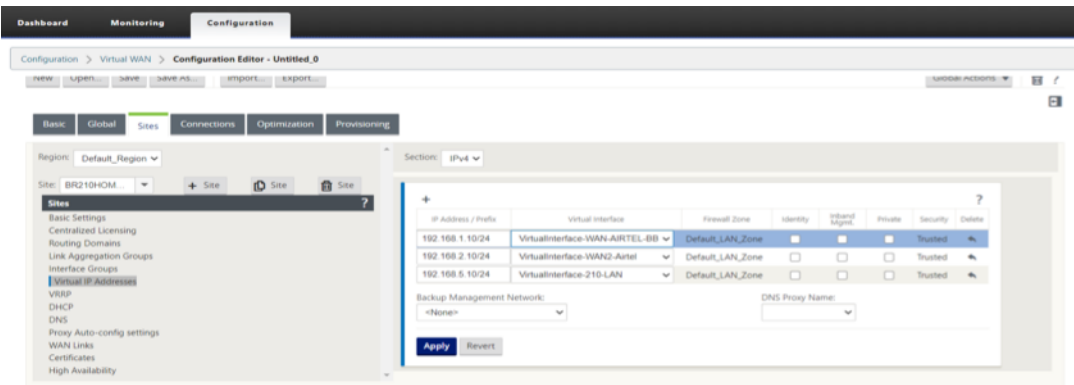 Dashboard Monitoring Configuration
Configuration > Virtual WAN > Configuration Editor - Untitled_0
New Open... Save Save As... Import... Export... Global Actions ?
Basic Global Sites Connections Optimization Provisioning
Region: Default_Region
Section: IPv4
Site: BR210HOM... + Site Site Site
Sites ?
Basic Settings
Centralized Licensing
Routing Domains
Link Aggregation Groups
Interface Groups
Virtual IP Addresses
VRRP
DHCP
DNS
Proxy Auto-config settings
WAN Links
Certificates
High Availability
+ ?
IP Address / Prefix Virtual Interface Firewall Zone Identity Inband Mgmt. Private Security Delete
192.168.1.10/24 VirtualInterface-WAN-AIRTEL-BB Default_LAN_Zone Trusted
192.168.2.10/24 VirtualInterface-WAN2-Airtel Default_LAN_Zone Trusted
192.168.5.10/24 VirtualInterface-210-LAN Default_LAN_Zone Trusted
Backup Management Network: DNS Proxy Name:
<None>
Apply Revert